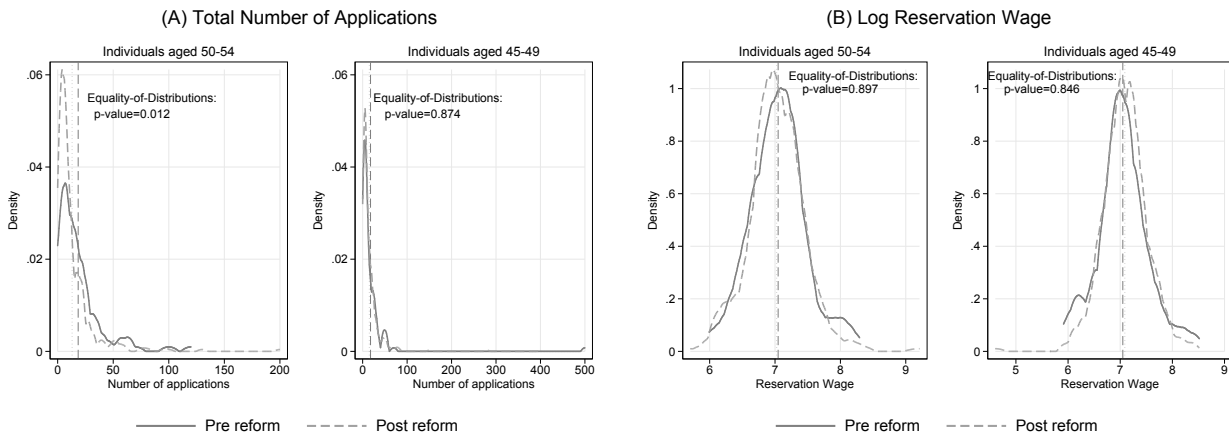 (A) Total Number of Applications
Individuals aged 50-54
Individuals aged 45-49
.06
.04
.02
0
Density
Equality-of-Distributions:
p-value=0.012
0
50
100
150
200
Number of applications
.06
.04
.02
0
Density
Equality-of-Distributions:
p-value=0.874
0
100
200
300
400
500
Number of applications
Pre reform
Post reform
(B) Log Reservation Wage
Individuals aged 50-54
Individuals aged 45-49
1
.8
.6
.4
.2
0
Density
Equality-of-Distributions:
p-value=0.897
6
7
8
9
Reservation Wage
1
.8
.6
.4
.2
0
Density
Equality-of-Distributions:
p-value=0.846
5
6
7
8
9
Reservation Wage
Pre reform
Post reform